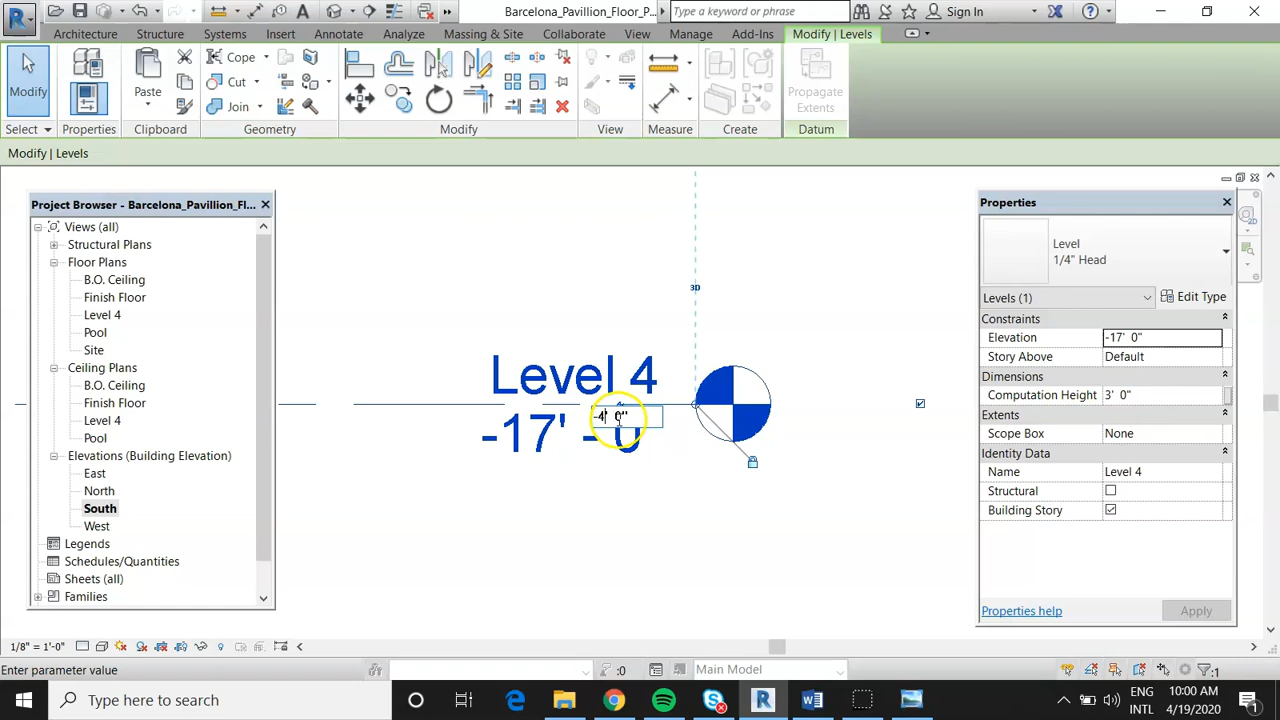 Barcelona_Pavillion_Floor_P...
Type a keyword or phrase
Sign In
Architecture
Structure
Systems
Insert
Annotate
Analyze
Massing & Site
Collaborate
View
Manage
Add-Ins
Modify | Levels
Modify
Paste
Cope
Cut
Join
Propagate
Extents
Select
Properties
Clipboard
Geometry
Modify
View
Measure
Create
Datum
Modify | Levels
Project Browser - Barcelona_Pavillion_Fl...
Views (all)
Structural Plans
Floor Plans
B.O. Ceiling
Finish Floor
Level 4
Pool
Site
Ceiling Plans
B.O. Ceiling
Finish Floor
Level 4
Pool
Elevations (Building Elevation)
East
North
South
West
Legends
Schedules/Quantities
Sheets (all)
Families
3D
Level 4
-4' 0"
-17' - 0
Properties
Level
1/4" Head
Levels (1)
Edit Type
Constraints
Elevation
-17' 0"
Story Above
Default
Dimensions
Computation Height
3' 0"
Extents
Scope Box
None
Identity Data
Name
Level 4
Structural
Building Story
Properties help
Apply
1/8" = 1'-0"
Enter parameter value
:0
Main Model
:1
Type here to search
ENG
INTL
10:00 AM
4/19/2020